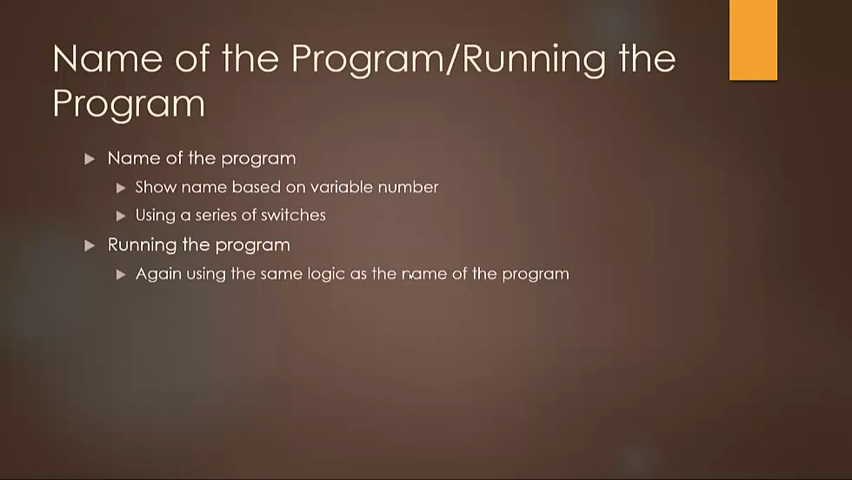 Name of the Program/Running the
Program
Name of the program
Show name based on variable number
Using a series of switches
Running the program
Again using the same logic as the name of the program